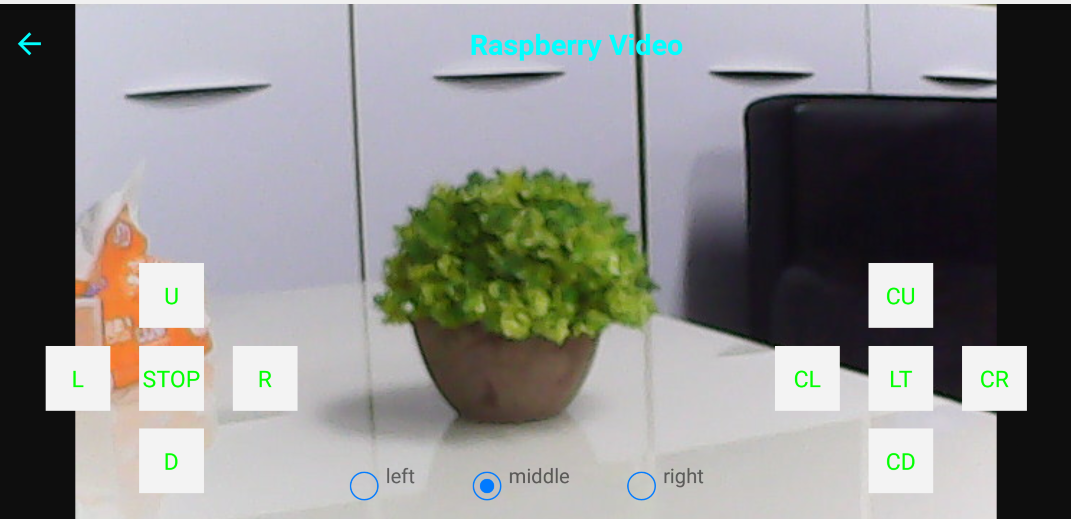 Raspberry Video
U
CU
L
STOP
R
CL
LT
CR
D
CD
left
middle
right